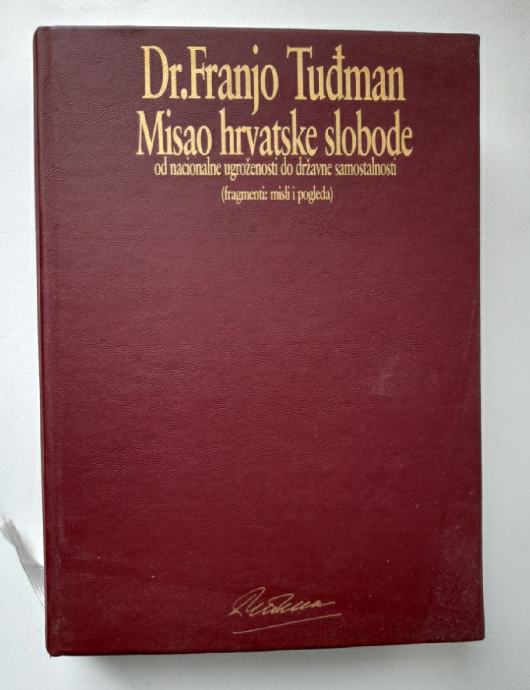 Dr.Franjo Tuđman
Misao hrvatske slobode
od nacionalne ugroženosti do državne samostalnosti
(fragmenti: misli i pogleda)